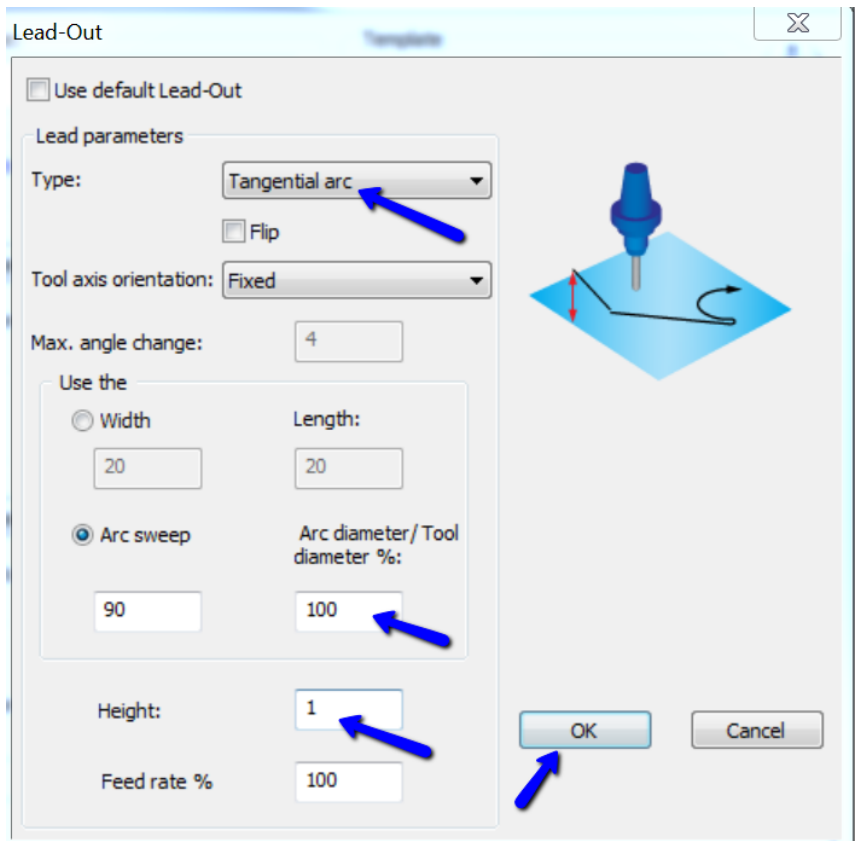 Lead-Out
Template
Use default Lead-Out
Lead parameters
Type:
Tangential arc
Flip
Tool axis orientation:
Fixed
Max. angle change:
4
Use the
Width
Length:
20
20
Arc sweep
Arc diameter/ Tool
diameter %:
90
100
Height:
1
OK
Cancel
Feed rate %
100